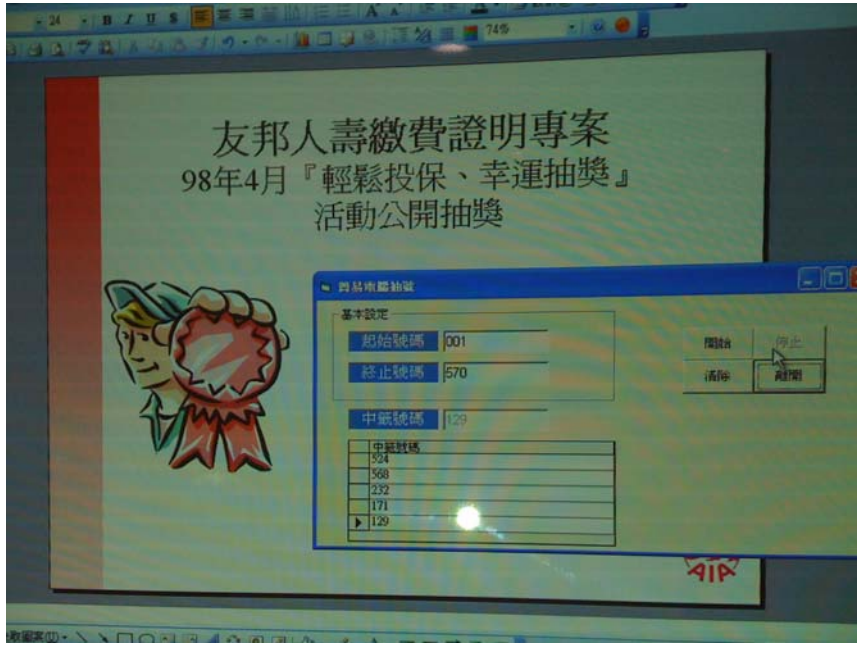 24
B I U S
74%
友邦人壽繳費證明專案
98年4月『輕鬆投保、幸運抽獎』
活動公開抽獎
簡易電腦抽號
基本設定
起始號碼 001
終止號碼 570
開始 停止
清除 離開
中籤號碼 129
中籤號碼
524
568
232
171
129
AIA